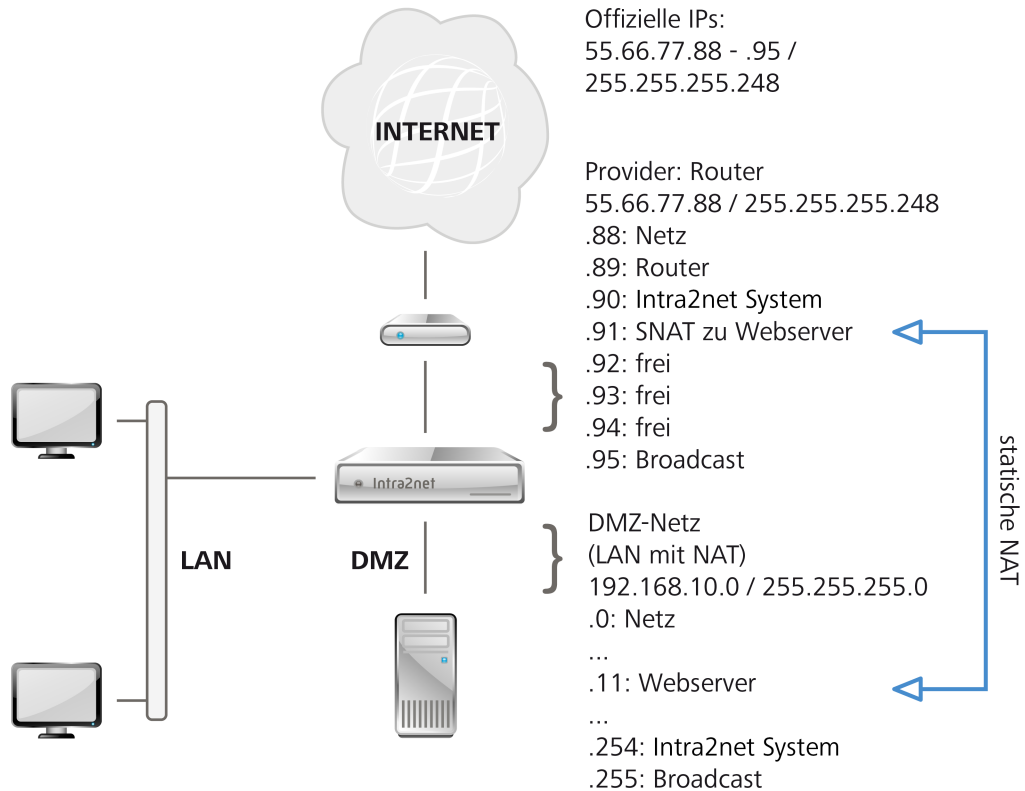 Offizielle IPs:
55.66.77.88 - .95 /
255.255.255.248
INTERNET
Provider: Router
55.66.77.88 / 255.255.255.248
.88: Netz
.89: Router
.90: Intra2net System
.91: SNAT zu Webserver
.92: frei
.93: frei
.94: frei
.95: Broadcast
Intra2net
statische NAT
LAN
DMZ
DMZ-Netz
(LAN mit NAT)
192.168.10.0 / 255.255.255.0
.0: Netz
...
.11: Webserver
...
.254: Intra2net System
.255: Broadcast